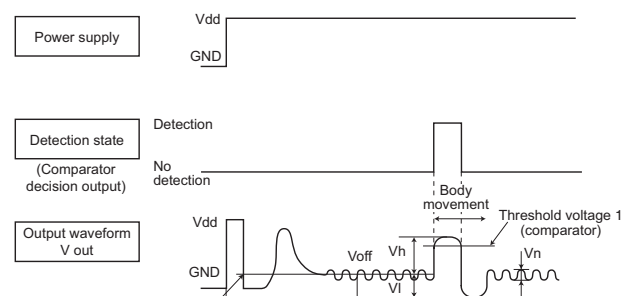 Power supply
Vdd
GND
Detection state
(Comparator
decision output)
Detection
No
detection
Body
movement
Output waveform
V out
Vdd
GND
Voff
Vh
Vl
Threshold voltage 1
(comparator)
Vn